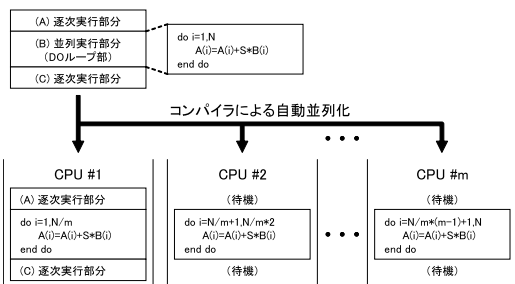 (A) 逐次実行部分
(B) 並列実行部分
(DOループ部)
(C) 逐次実行部分
do i=1,N
A(i)=A(i)+S*B(i)
end do
コンパイラによる自動並列化
・・・
CPU #1
(A) 逐次実行部分
do i=1,N/m
A(i)=A(i)+S*B(i)
end do
(C) 逐次実行部分
CPU #2
(待機)
do i=N/m+1,N/m*2
A(i)=A(i)+S*B(i)
end do
(待機)
・・・
CPU #m
(待機)
do i=N/m*(m-1)+1,N
A(i)=A(i)+S*B(i)
end do
(待機)